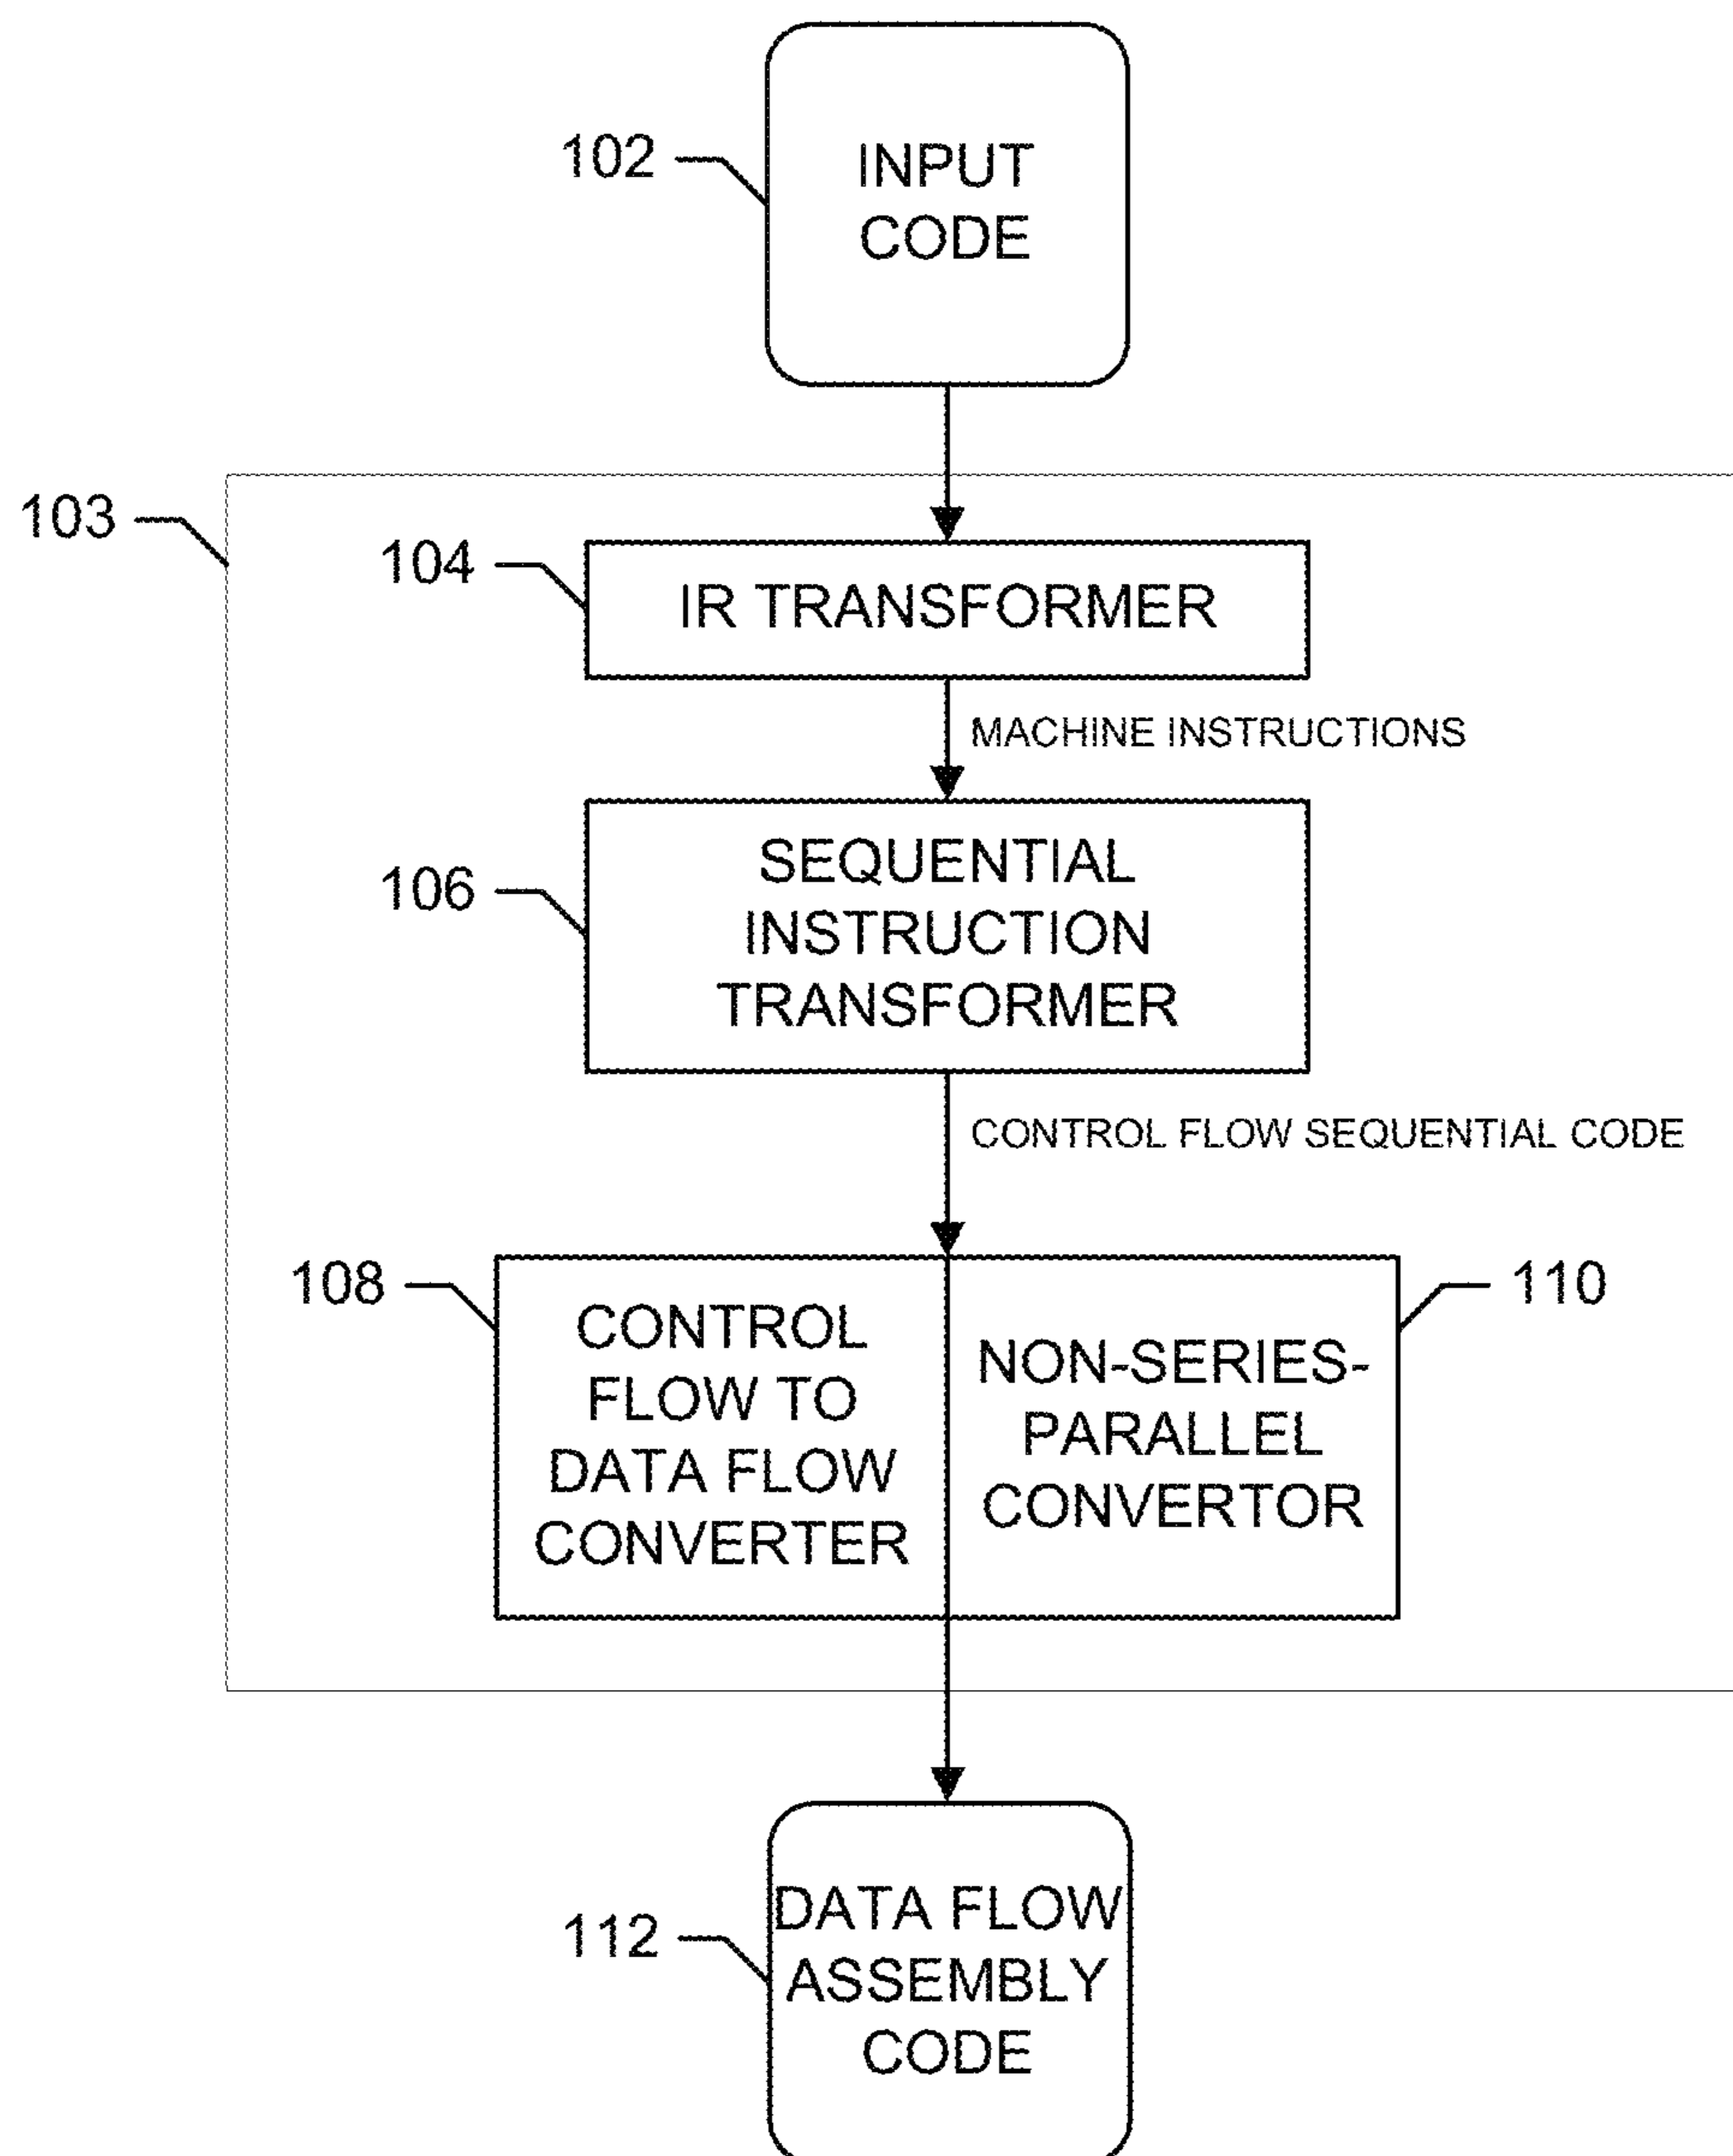 102
INPUT
CODE
103
104
IR TRANSFORMER
MACHINE INSTRUCTIONS
106
SEQUENTIAL
INSTRUCTION
TRANSFORMER
CONTROL FLOW SEQUENTIAL CODE
108
CONTROL
FLOW TO
DATA FLOW
CONVERTER
110
NON-SERIES-
PARALLEL
CONVERTOR
112
DATA FLOW
ASSEMBLY
CODE